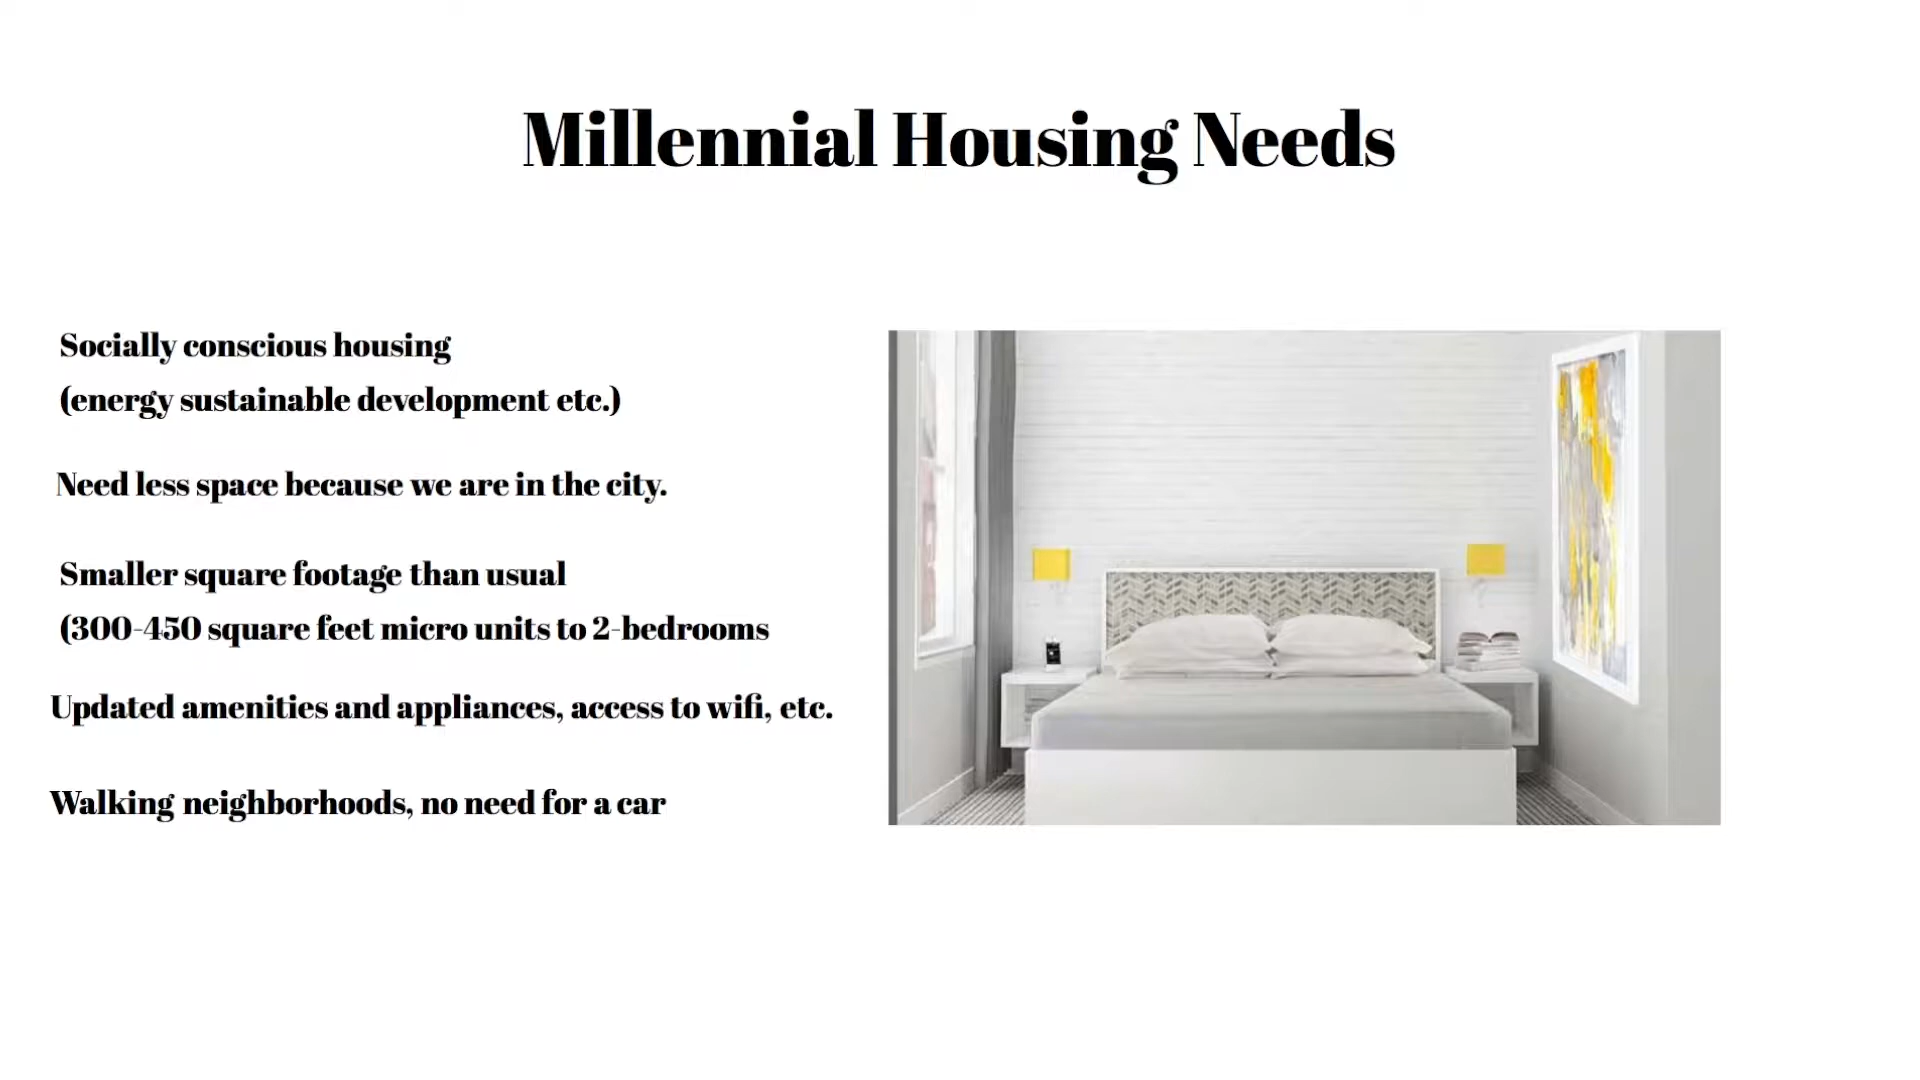 Millennial Housing Needs
Socially conscious housing
(energy sustainable development etc.)
Need less space because we are in the city.
Smaller square footage than usual
(300-450 square feet micro units to 2-bedrooms
Updated amenities and appliances, access to wifi, etc.
Walking neighborhoods, no need for a car